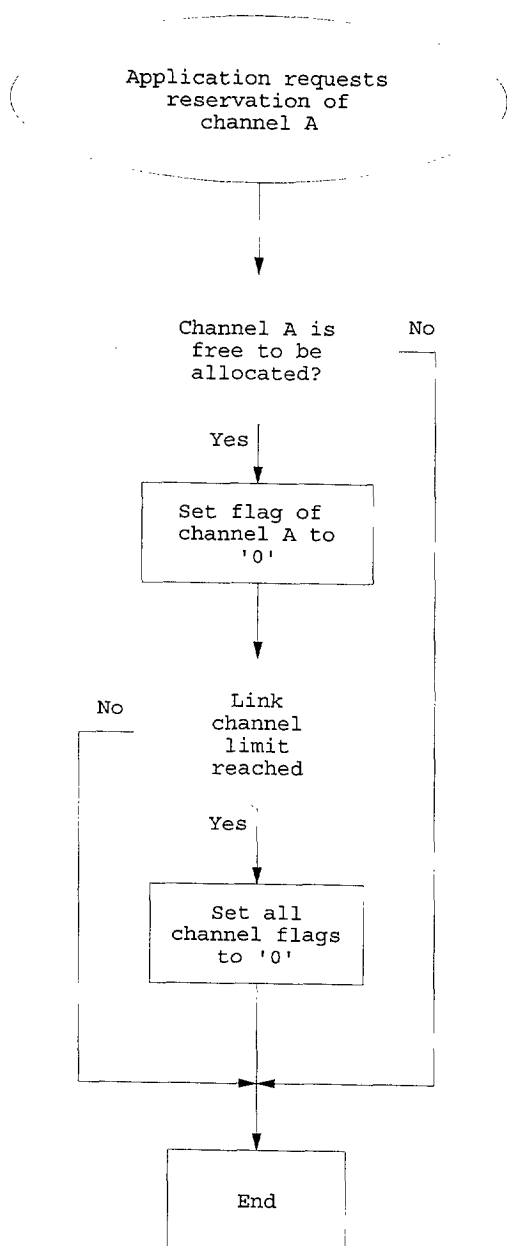 Application requests
reservation of
channel A
Channel A is
free to be
allocated?
No
Yes
Set flag of
channel A to
'0'
No
Link
channel
limit
reached
Yes
Set all
channel flags
to '0'
End